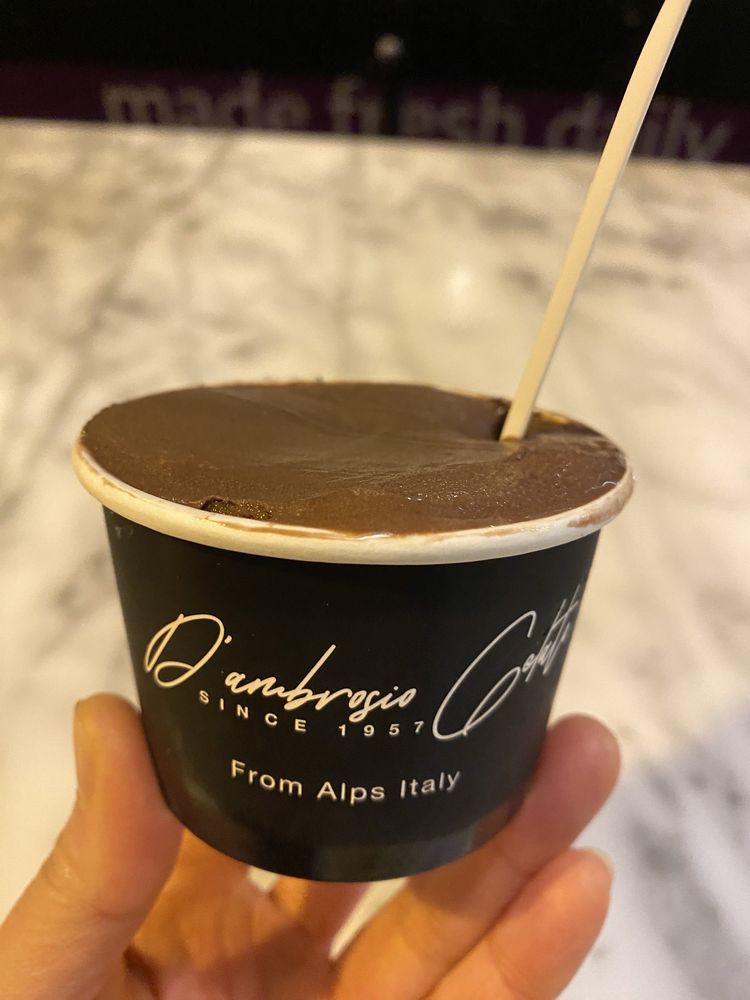 made fresh daily
D'ambrosio Gelato
SINCE 1957
From Alps Italy